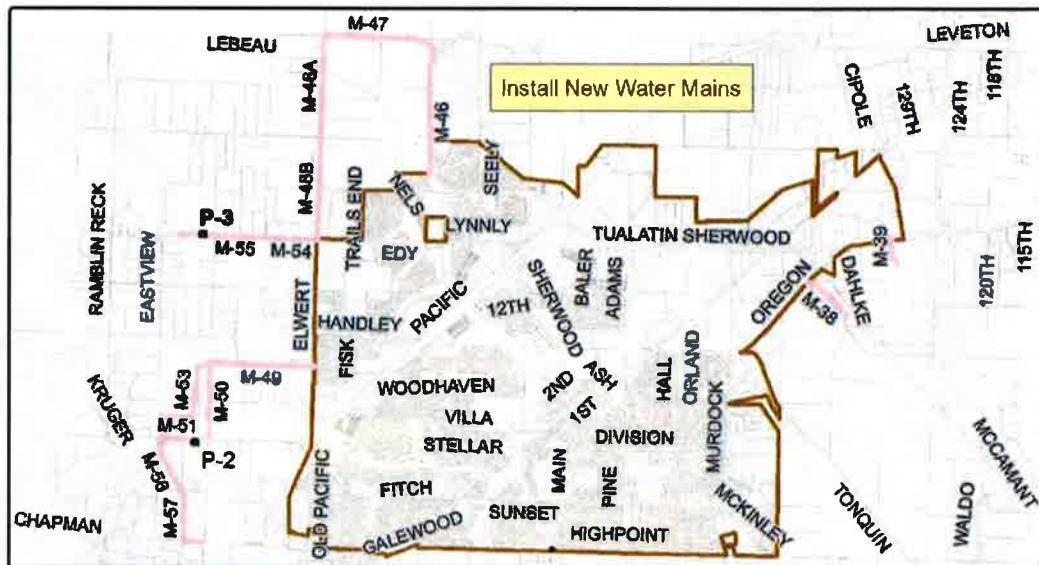 M-47
LEBEAU
LEVETON
Install New Water Mains
M-48A
M-46
CIPOLE
129TH
124TH
118TH
M-48B
TRAILS END
NELS
SEELY
LYNNLY
P-3
M-55
M-54
EDY
TUALATIN SHERWOOD
M-39
RAMBLIN RECK
EASTVIEW
ELWERT
HANDLEY
PACIFIC
12TH
SHERWOOD
BALER
ADAMS
OREGON
DAHLKE
M-38
120TH
115TH
FISK
M-49
M-53
M-50
KRUGER
M-51
P-2
WOODHAVEN
VILLA
STELLAR
2ND
ASH
1ST
HALL
ORLAND
DIVISION
MURDOCK
MCCAMANT
M-57
CHAPMAN
OLD PACIFIC
FITCH
GALEWOOD
SUNSET
MAIN
PINE
HIGHPOINT
MCKINLEY
TONQUIN
WALDO